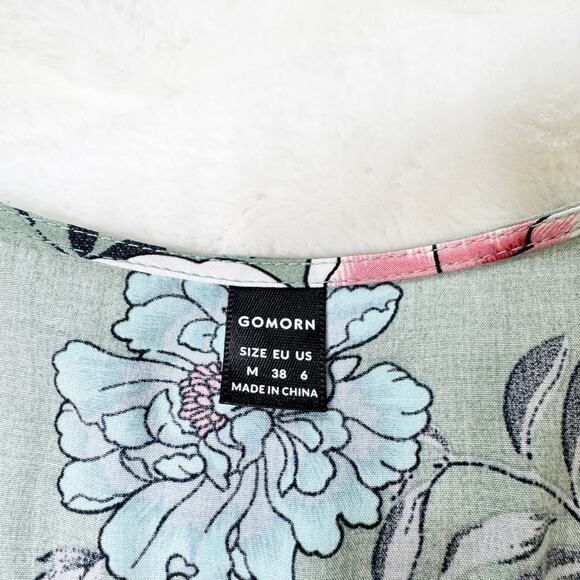 GOMORN
SIZE EU US
M 38 6
MADE IN CHINA